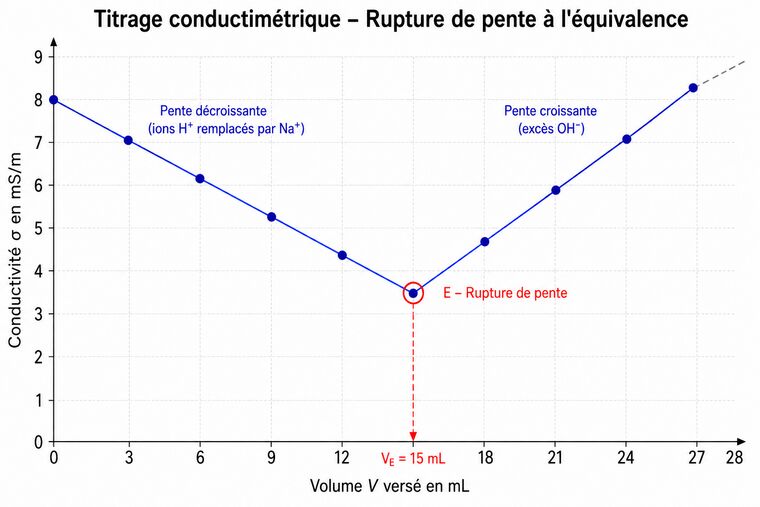 Titrage conductimétrique – Rupture de pente à l'équivalence
Conductivité σ en mS/m
9
8
7
6
5
4
3
2
1
0
Pente décroissante
(ions H⁺ remplacés par Na⁺)
Pente croissante
(excès OH⁻)
E – Rupture de pente
0
3
6
9
12
V_E = 15 mL
18
21
24
27
28
Volume V versé en mL